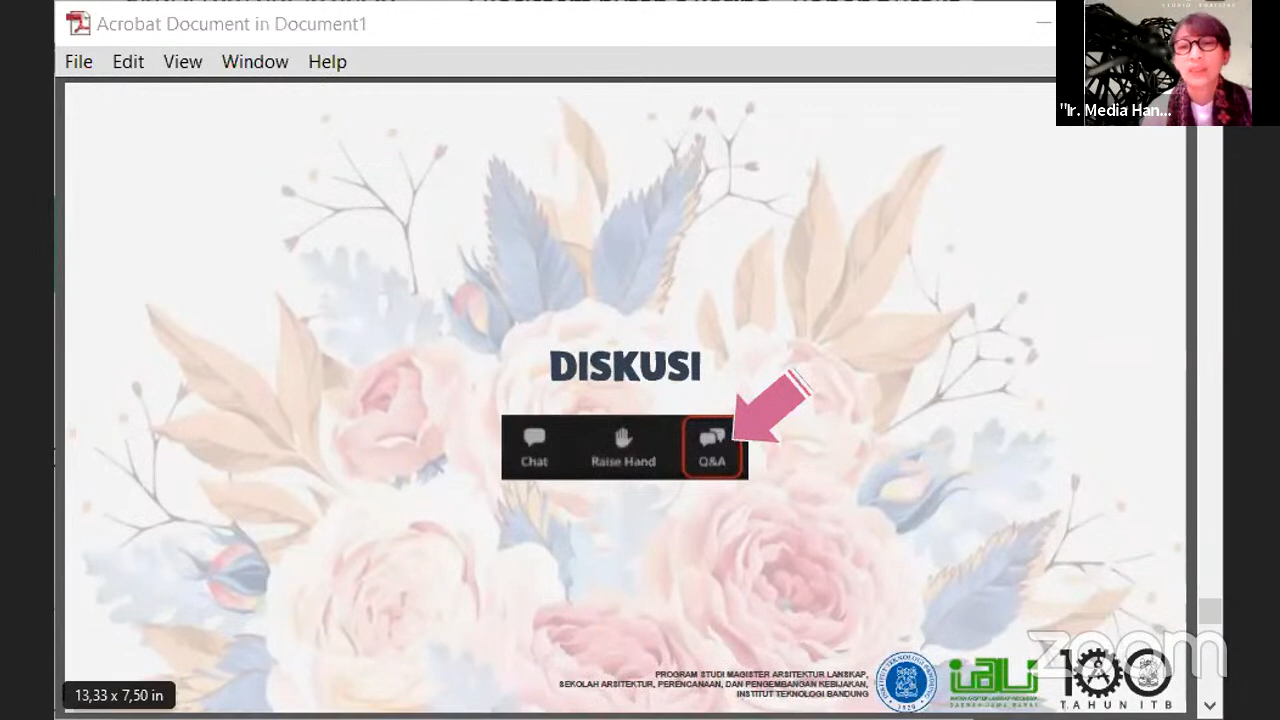 Acrobat Document in Document1
File Edit View Window Help
"Ir. Media Han...
DISKUSI
Chat Raise Hand Q&A
zoom
PROGRAM STUDI MAGISTER ARSITEKTUR LANSKAP,
SEKOLAH ARSITEKTUR, PERENCANAAN, DAN PENGEMBANGAN KEBIJAKAN,
INSTITUT TEKNOLOGI BANDUNG
iali
100
TAHUN ITB
13,33 x 7,50 in